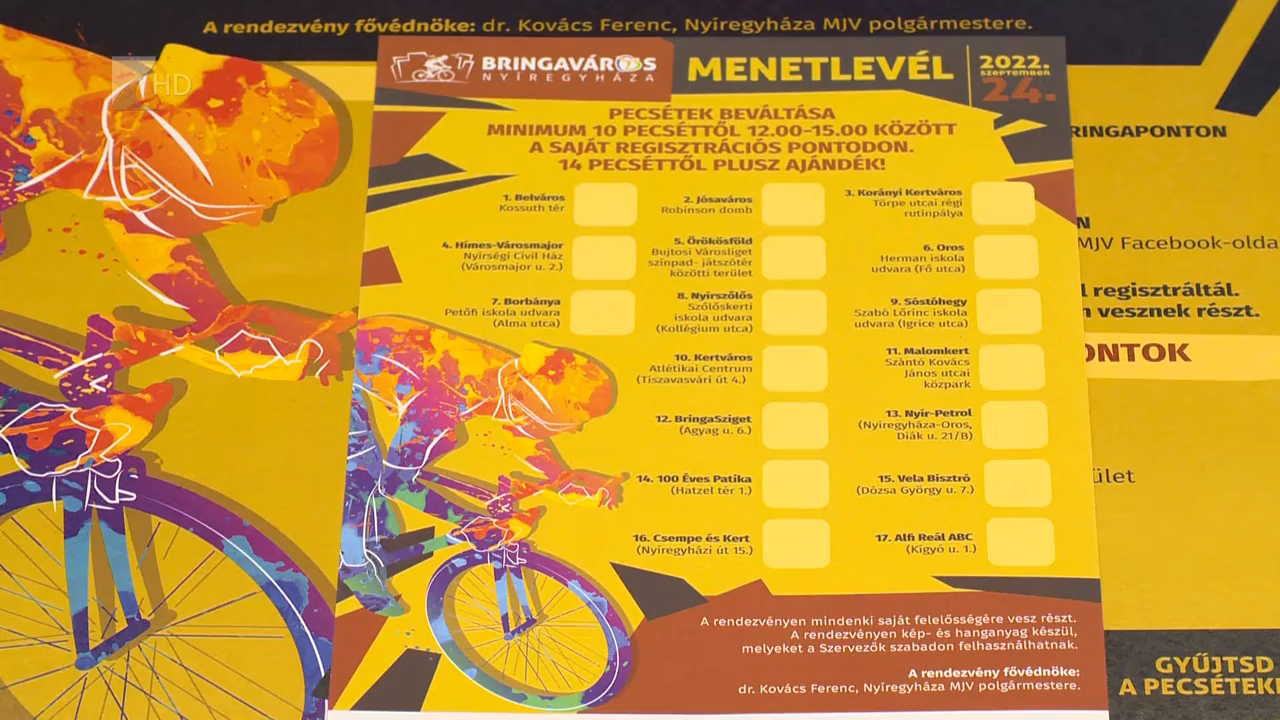 A rendezvény fővédnöke: dr. Kovács Ferenc, Nyíregyháza MJV polgármestere.
HD
BRINGAVÁROS
NYÍREGYHÁZA
MENETLEVÉL
2022.
szeptember
24.
PECSÉTEK BEVÁLTÁSA
MINIMUM 10 PECSÉTTŐL 12.00-15.00 KÖZÖTT
A SAJÁT REGISZTRÁCIÓS PONTODON.
14 PECSÉTTŐL PLUSZ AJÁNDÉK!
1. Belváros
Kossuth tér
2. Jósaváros
Robinson domb
3. Korányi Kertváros
Törpe utcai régi
rutinpálya
4. Hímes-Városmajor
Nyírségi Civil Ház
(Városmajor u. 2.)
5. Örökösföld
Bujtosi Városliget
színpad- játszótér
közötti terület
6. Oros
Herman iskola
udvara (Fő utca)
7. Borbánya
Petőfi iskola udvara
(Alma utca)
8. Nyírszőlős
Szőlőskerti
iskola udvara
(Kollégium utca)
9. Sóstóhegy
Szabó Lőrinc iskola
udvara (Igrice utca)
10. Kertváros
Atlétikai Centrum
(Tiszavasvári út 4.)
11. Malomkert
Szántó Kovács
János utcai
közpark
12. BringaSziget
(Agyag u. 6.)
13. Nyír-Petrol
(Nyíregyháza-Oros,
Diák u. 21/B)
14. 100 Éves Patika
(Hatzel tér 1.)
15. Vela Bisztró
(Dózsa György u. 7.)
16. Csempe és Kert
(Nyíregyházi út 15.)
17. Alfi Reál ABC
(Kígyó u. 1.)
A rendezvényen mindenki saját felelősségére vesz részt.
A rendezvényen kép- és hanganyag készül,
melyeket a Szervezők szabadon felhasználhatnak.
A rendezvény fővédnöke:
dr. Kovács Ferenc, Nyíregyháza MJV polgármestere.
RINGAPONTON
N
MJV Facebook-olda
l regisztráltál.
n vesznek részt.
ONTOK
ület
GYŰJTSD
A PECSÉTEK